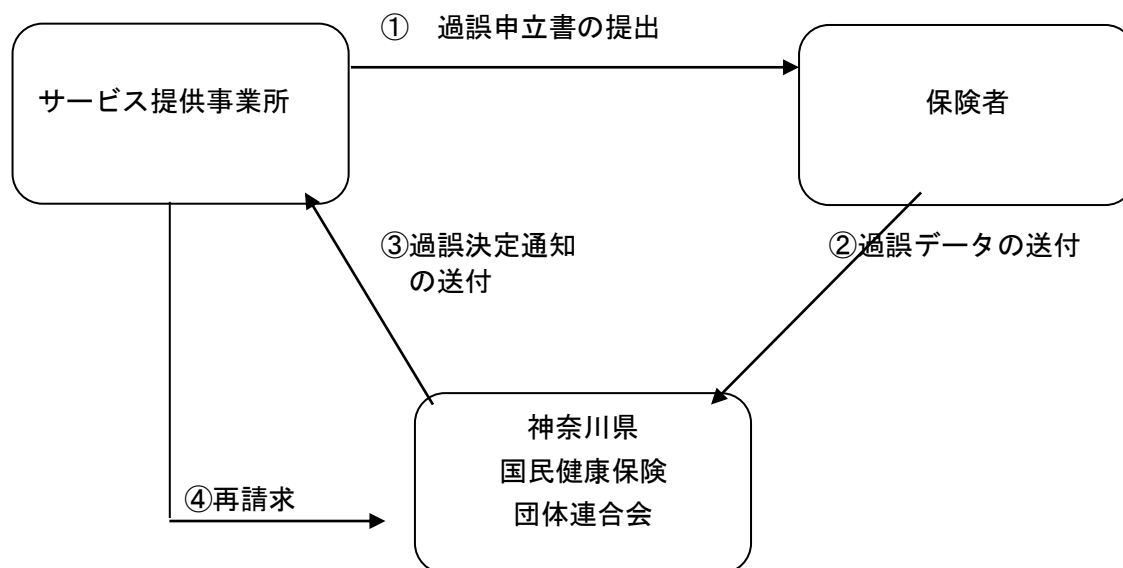 ①　過誤申立書の提出
サービス提供事業所
保険者
③過誤決定通知
の送付
②過誤データの送付
神奈川県
国民健康保険
団体連合会
④再請求